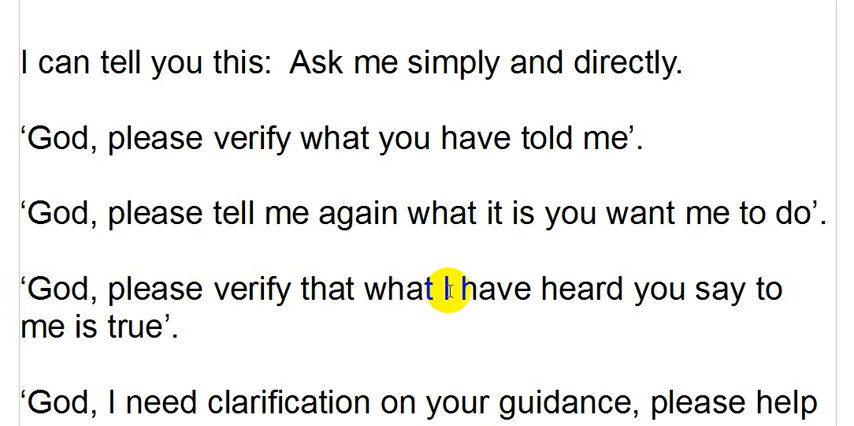 I can tell you this:  Ask me simply and directly.
‘God, please verify what you have told me’.
‘God, please tell me again what it is you want me to do’.
‘God, please verify that what I have heard you say to
me is true’.
‘God, I need clarification on your guidance, please help